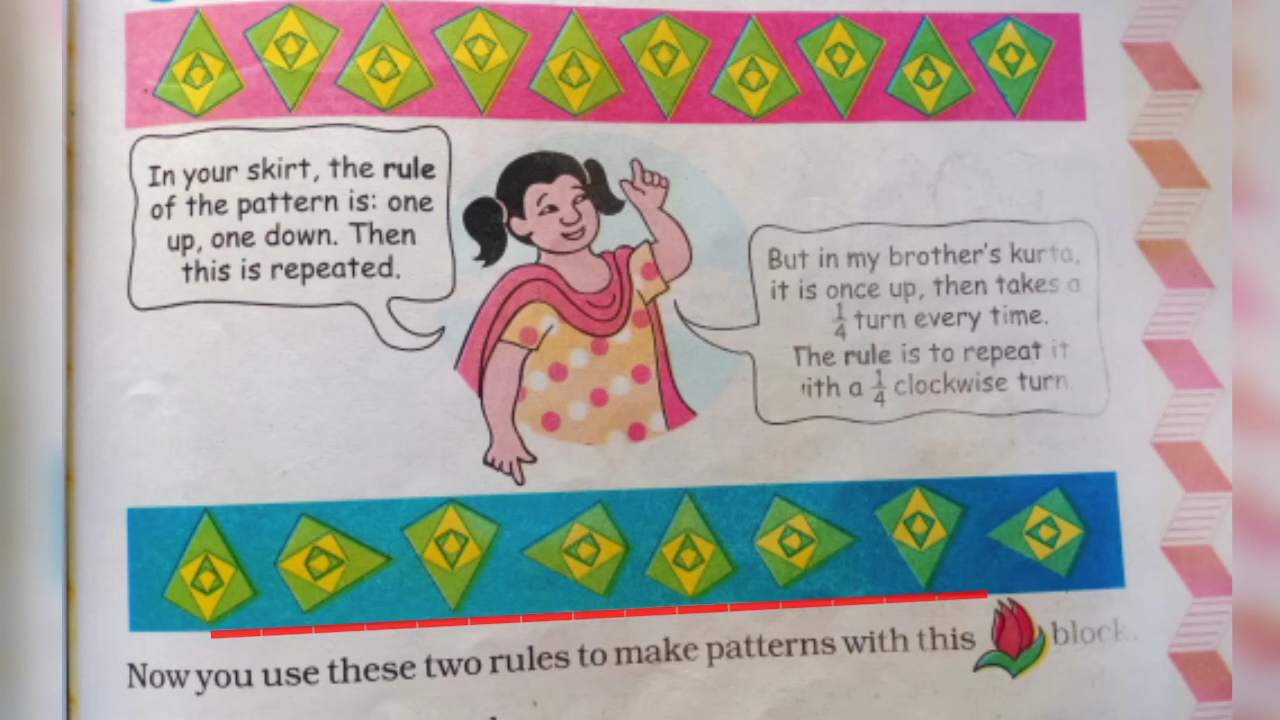 In your skirt, the rule
of the pattern is: one
up, one down. Then
this is repeated.
But in my brother's kurta,
it is once up, then takes a
1/4 turn every time.
The rule is to repeat it
ith a 1/4 clockwise turn.
Now you use these two rules to make patterns with this block.